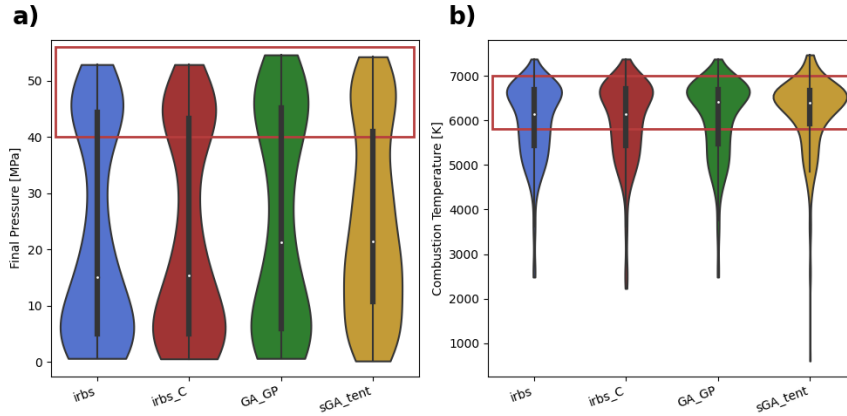 a)
Final Pressure [MPa]
50
40
30
20
10
0
irbs
irbs_C
GA_GP
sGA_tent
b)
Combustion Temperature [K]
7000
6000
5000
4000
3000
2000
1000
irbs
irbs_C
GA_GP
sGA_tent